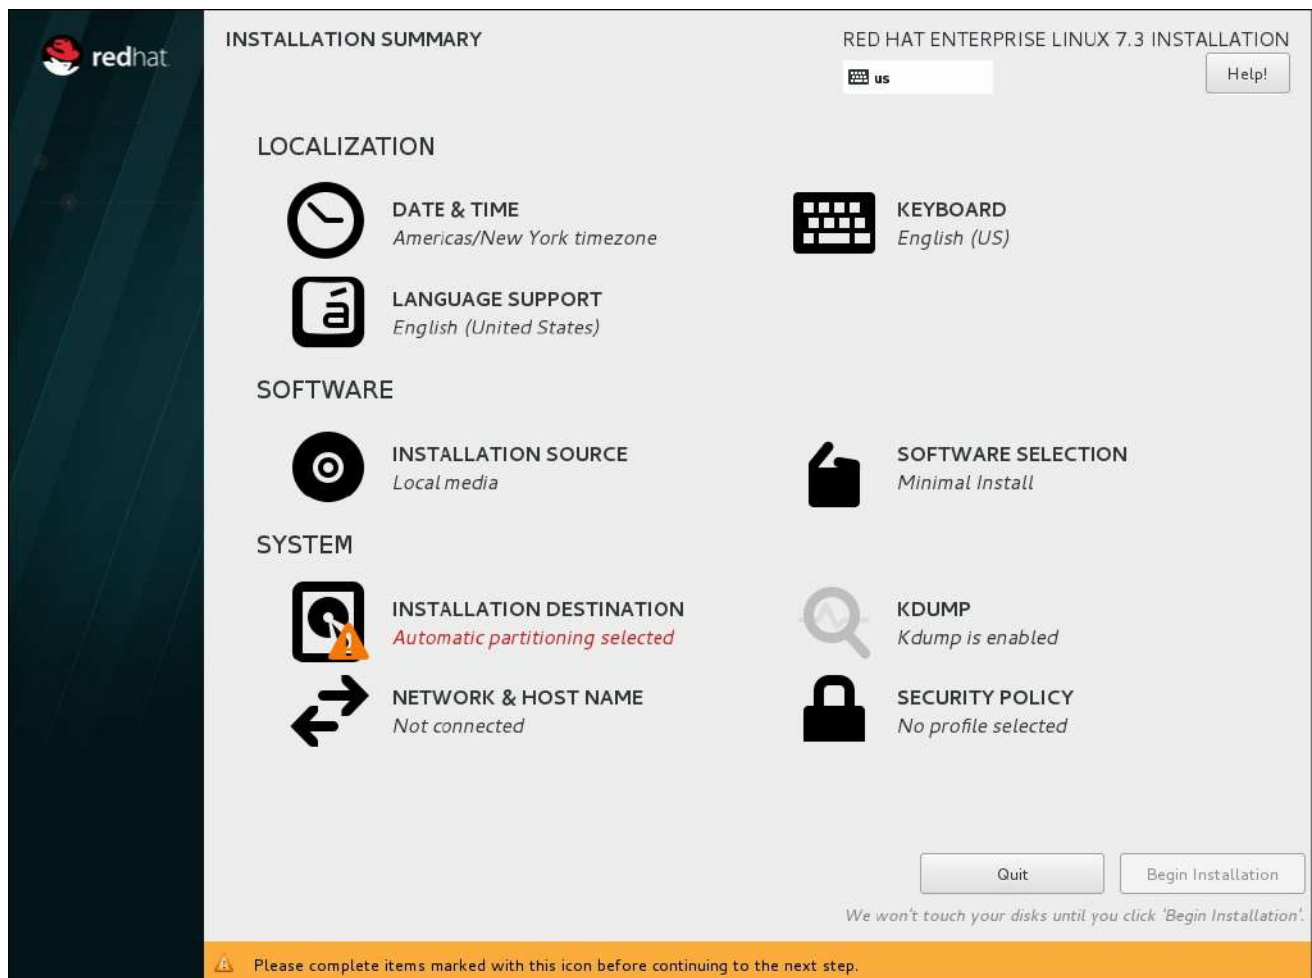 redhat
INSTALLATION SUMMARY
RED HAT ENTERPRISE LINUX 7.3 INSTALLATION
us
Help!
LOCALIZATION
DATE & TIME
Americas/New York timezone
KEYBOARD
English (US)
á
LANGUAGE SUPPORT
English (United States)
SOFTWARE
INSTALLATION SOURCE
Local media
SOFTWARE SELECTION
Minimal Install
SYSTEM
INSTALLATION DESTINATION
Automatic partitioning selected
KDUMP
Kdump is enabled
NETWORK & HOST NAME
Not connected
SECURITY POLICY
No profile selected
Quit
Begin Installation
We won't touch your disks until you click 'Begin Installation'.
Please complete items marked with this icon before continuing to the next step.